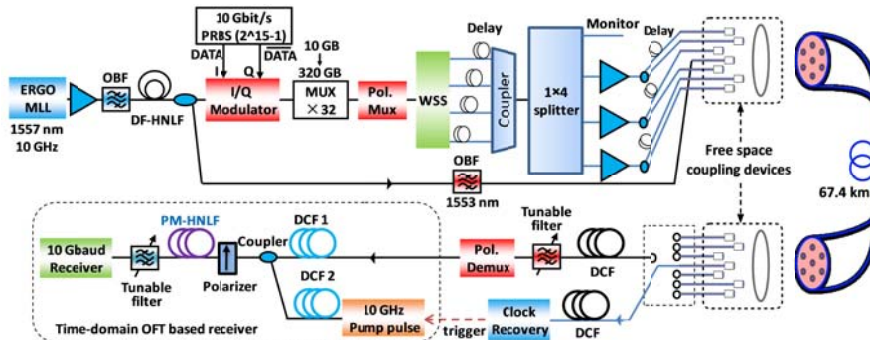 10 Gbit/s
PRBS (2^15-1)
DATA
DATA
I
Q
ERGO
MLL
1557 nm
10 GHz
OBF
DF-HNLF
I/Q
Modulator
10 GB
320 GB
MUX
×32
Pol.
Mux
WSS
Delay
Coupler
1×4
splitter
Monitor
Delay
OBF
1553 nm
Free space
coupling devices
67.4 km
10 Gbaud
Receiver
Tunable
filter
PM-HNLF
Polarizer
Coupler
DCF 1
DCF 2
10 GHz
Pump pulse
Time-domain OFT based receiver
trigger
Clock
Recovery
DCF
Pol.
Demux
Tunable
filter
DCF